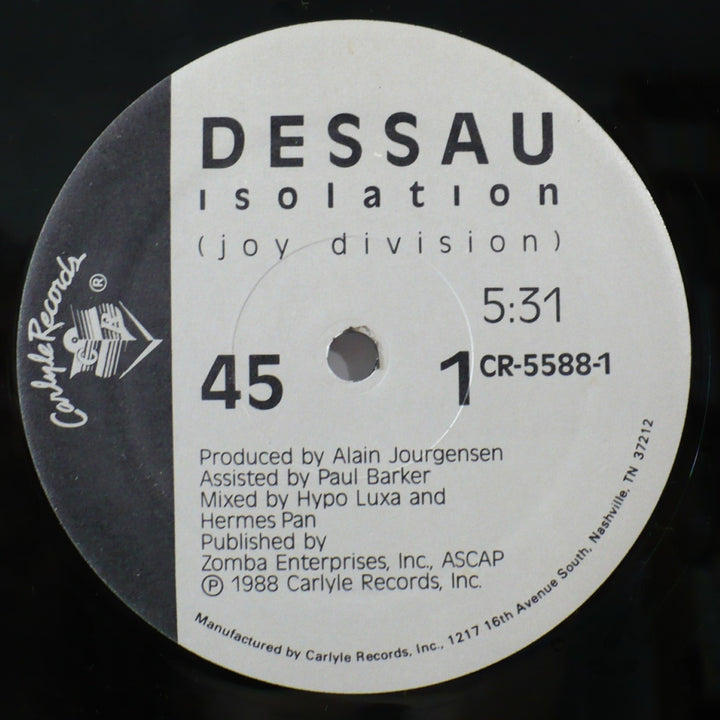 DESSAU
isolation
(joy division)
5:31
45
1 CR-5588-1
Produced by Alain Jourgensen
Assisted by Paul Barker
Mixed by Hypo Luxa and
Hermes Pan
Published by
Zomba Enterprises, Inc., ASCAP
℗ 1988 Carlyle Records, Inc.
Manufactured by Carlyle Records, Inc., 1217 16th Avenue South, Nashville, TN 37212
Carlyle Records ®